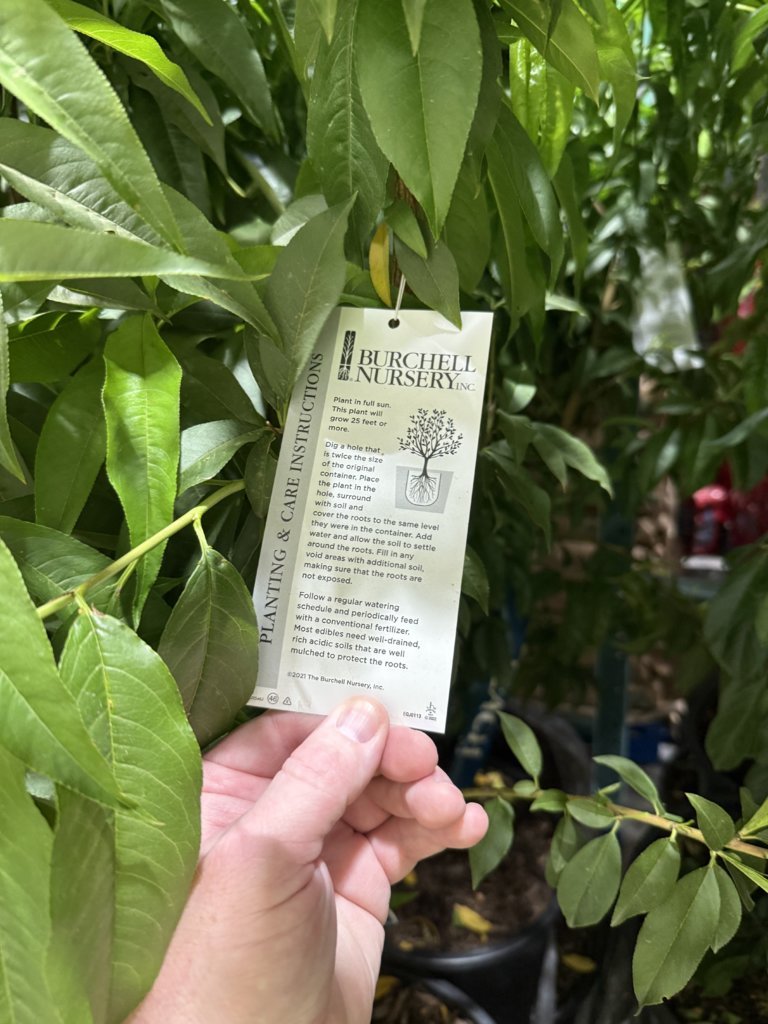 PLANTING & CARE INSTRUCTIONS
BURCHELL
NURSERY INC.
Plant in full sun.
This plant will
grow 25 feet or
more.
Dig a hole that
is twice the size
of the original
container. Place
the plant in the
hole, surround
with soil and
cover the roots to the same level
they were in the container. Add
water and allow the soil to settle
around the roots. Fill in any
void areas with additional soil,
making sure that the roots are
not exposed.
Follow a regular watering
schedule and periodically feed
with a conventional fertilizer.
Most edibles need well-drained,
rich acidic soils that are well
mulched to protect the roots.
©2021 The Burchell Nursery, Inc.
46